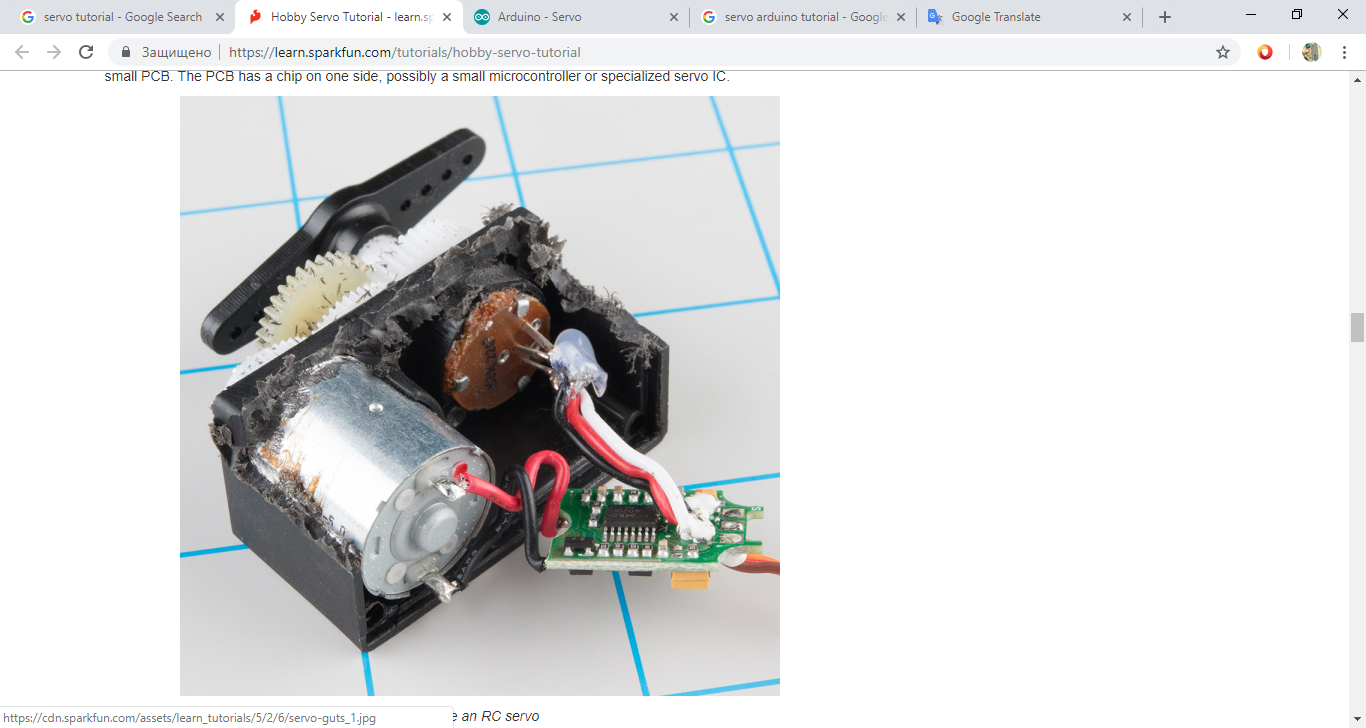 servo tutorial - Google Search
Hobby Servo Tutorial - learn.sp
Arduino - Servo
servo arduino tutorial - Google
Google Translate
Защищено
https://learn.sparkfun.com/tutorials/hobby-servo-tutorial
small PCB. The PCB has a chip on one side, possibly a small microcontroller or specialized servo IC.
https://cdn.sparkfun.com/assets/learn_tutorials/5/2/6/servo-guts_1.jpg
e an RC servo